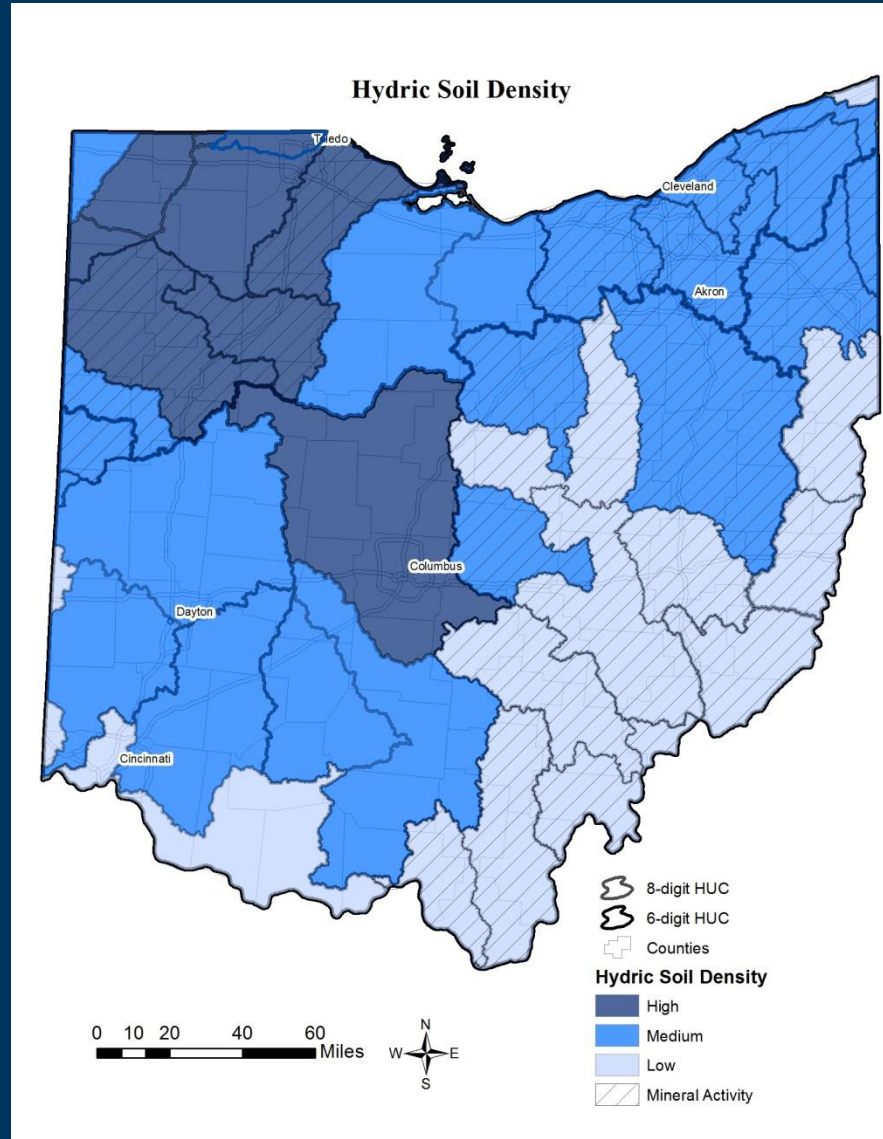 Hydric Soil Density
Toledo
Cleveland
Akron
Columbus
Dayton
Cincinnati
8-digit HUC
6-digit HUC
Counties
Hydric Soil Density
High
Medium
Low
Mineral Activity
0 10 20 40 60
Miles
N
W E
S